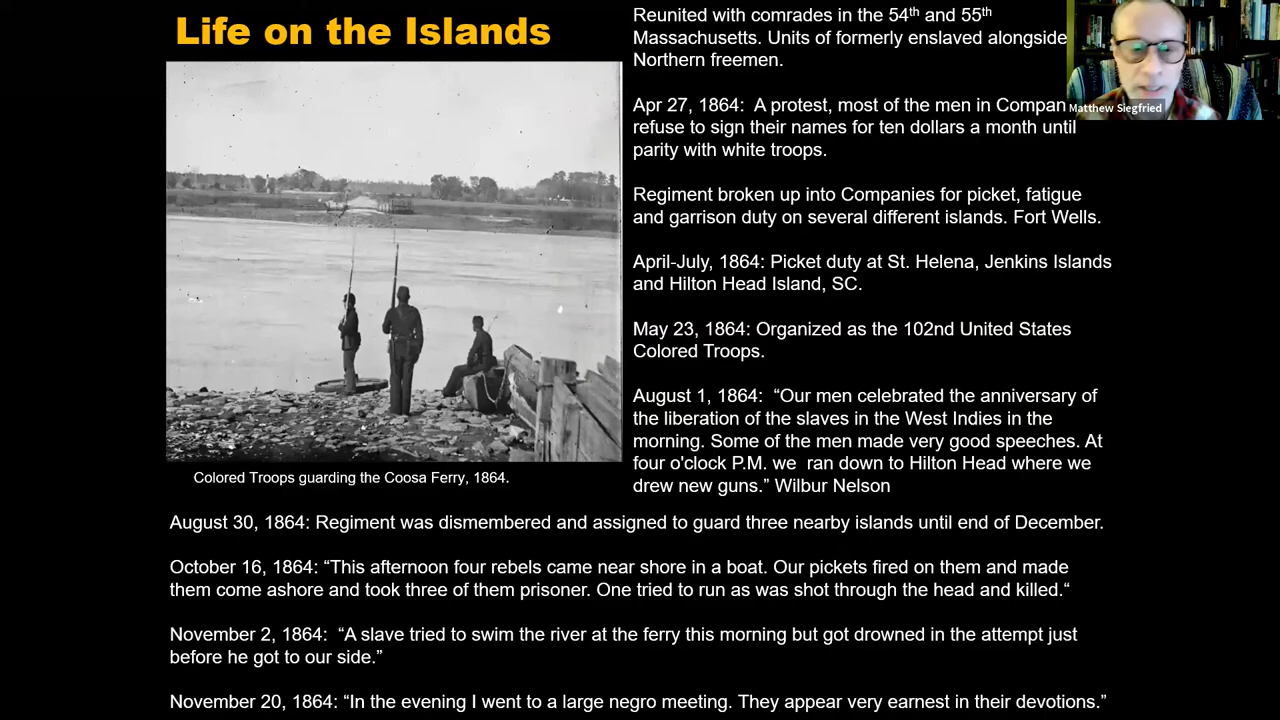 Life on the Islands
Reunited with comrades in the 54th and 55th
Massachusetts. Units of formerly enslaved alongside
Northern freemen.
Matthew Siegfried
Apr 27, 1864:  A protest, most of the men in Compan
refuse to sign their names for ten dollars a month until
parity with white troops.
Regiment broken up into Companies for picket, fatigue
and garrison duty on several different islands. Fort Wells.
April-July, 1864: Picket duty at St. Helena, Jenkins Islands
and Hilton Head Island, SC.
May 23, 1864: Organized as the 102nd United States
Colored Troops.
August 1, 1864:  “Our men celebrated the anniversary of
the liberation of the slaves in the West Indies in the
morning. Some of the men made very good speeches. At
four o'clock P.M. we  ran down to Hilton Head where we
drew new guns.” Wilbur Nelson
Colored Troops guarding the Coosa Ferry, 1864.
August 30, 1864: Regiment was dismembered and assigned to guard three nearby islands until end of December.
October 16, 1864: “This afternoon four rebels came near shore in a boat. Our pickets fired on them and made
them come ashore and took three of them prisoner. One tried to run as was shot through the head and killed.“
November 2, 1864:  “A slave tried to swim the river at the ferry this morning but got drowned in the attempt just
before he got to our side.”
November 20, 1864: “In the evening I went to a large negro meeting. They appear very earnest in their devotions.”